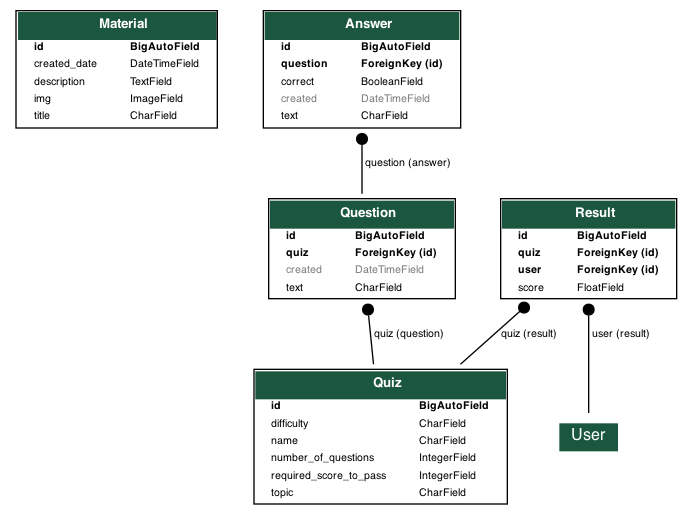 Material
id BigAutoField
created_date DateTimeField
description TextField
img ImageField
title CharField
Answer
id BigAutoField
question ForeignKey (id)
correct BooleanField
created DateTimeField
text CharField
question (answer)
Question
id BigAutoField
quiz ForeignKey (id)
created DateTimeField
text CharField
Result
id BigAutoField
quiz ForeignKey (id)
user ForeignKey (id)
score FloatField
quiz (question)
quiz (result)
user (result)
Quiz
id BigAutoField
difficulty CharField
name CharField
number_of_questions IntegerField
required_score_to_pass IntegerField
topic CharField
User